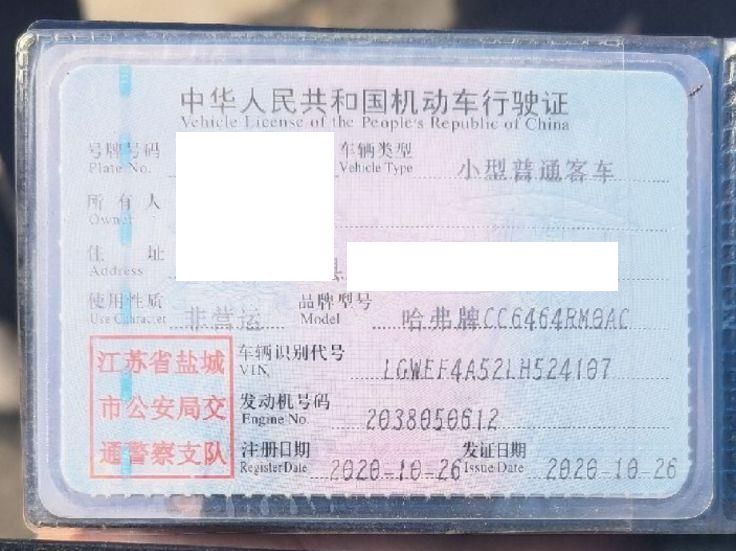 中华人民共和国机动车行驶证
Vehicle License of the People's Republic of China
号牌号码 车辆类型 小型普通客车
Plate No. Vehicle Type
所有人
Owner
住址 县
Address
使用性质 非营运 品牌型号 哈弗牌CC6464RM0AC
Use Character Model
江苏省盐城
市公安局交
通警察支队
车辆识别代号 LGWEF4A52LH524107
VIN
发动机号码 2038050612
Engine No.
注册日期 2020-10-26 发证日期 2020-10-26
Register Date Issue Date